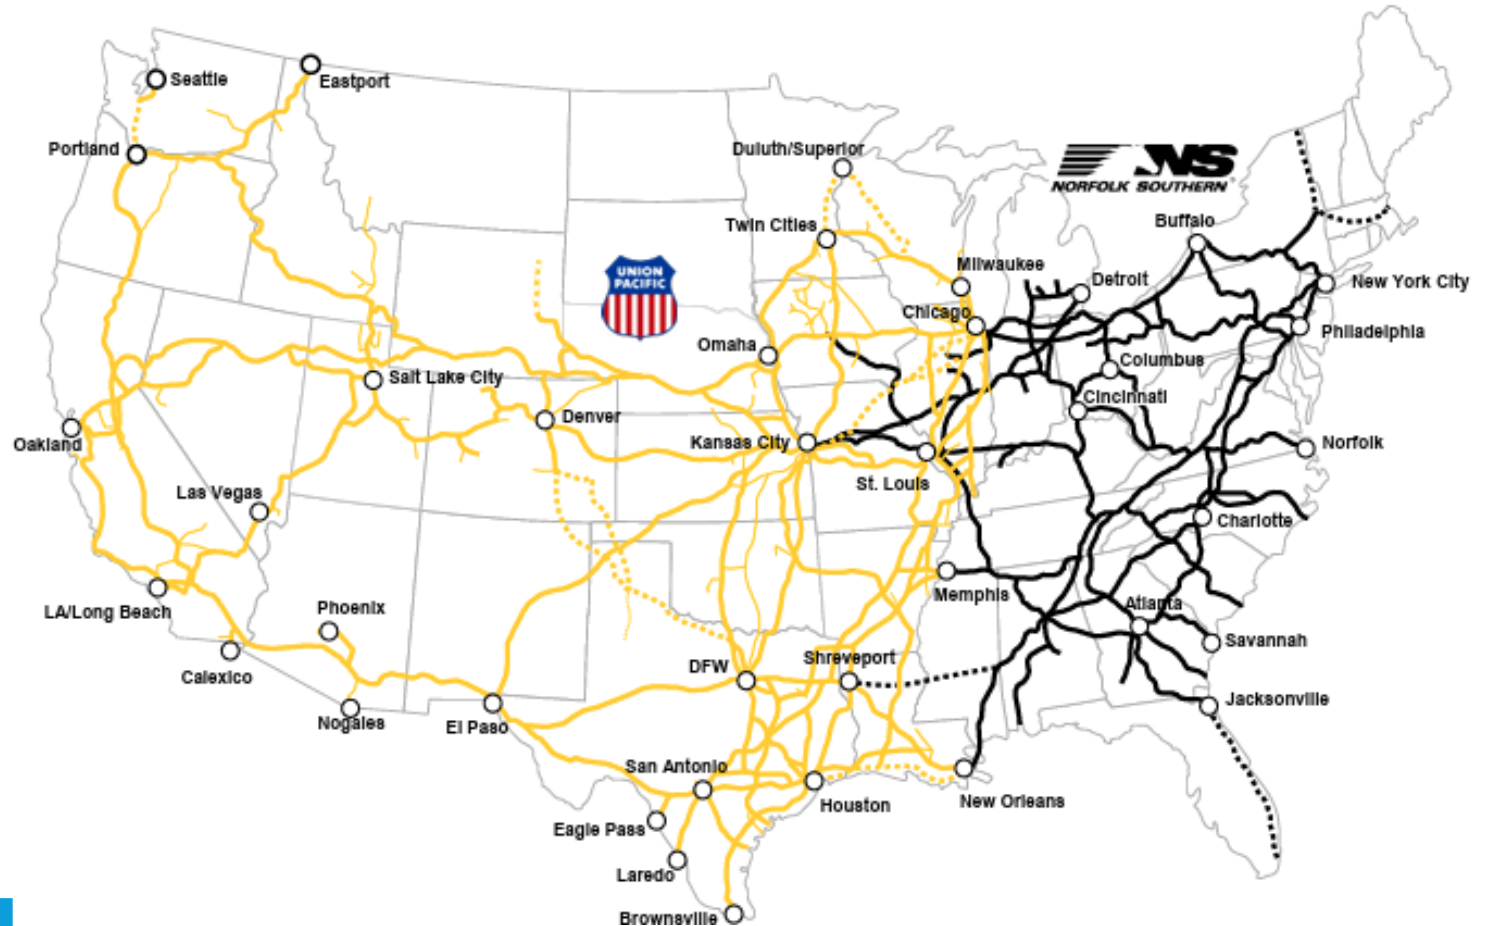 Seattle
Eastport
Portland
Duluth/Superior
NS
NORFOLK SOUTHERN
Buffalo
Twin Cities
UNION
PACIFIC
Milwaukee
Detroit
New York City
Chicago
Philadelphia
Omaha
Columbus
Salt Lake City
Cincinnati
Denver
Oakland
Kansas City
Norfolk
St. Louis
Las Vegas
Charlotte
LA/Long Beach
Phoenix
Memphis
Atlanta
Savannah
Calexico
DFW
Shreveport
Nogales
El Paso
Jacksonville
San Antonio
Houston
New Orleans
Eagle Pass
Laredo
Brownsville